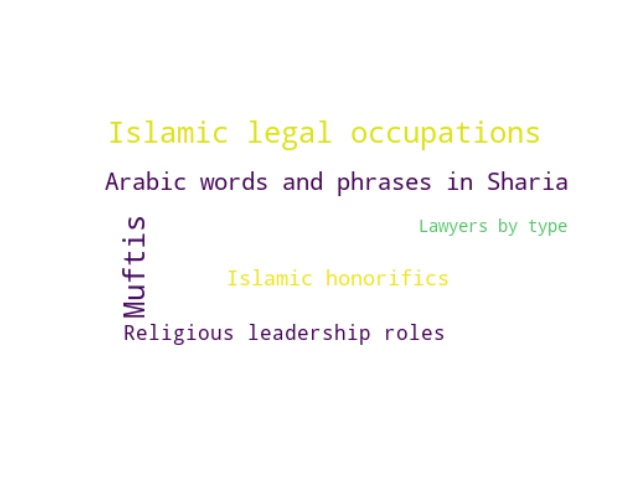 Islamic legal occupations
Arabic words and phrases in Sharia
Muftis
Lawyers by type
Islamic honorifics
Religious leadership roles